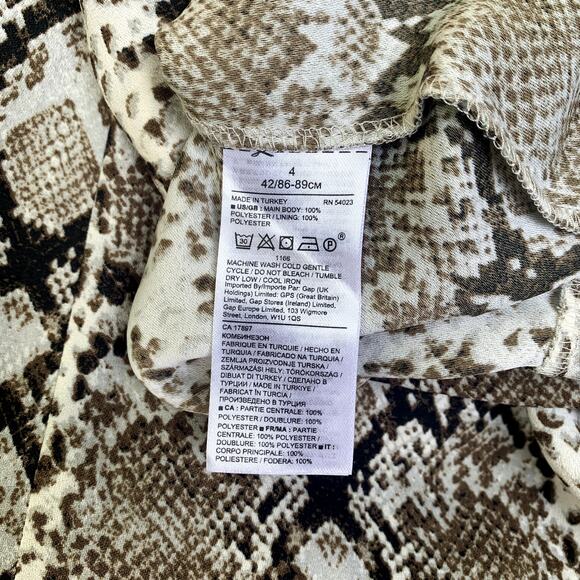 4
42/86-89CM
MADE IN TURKEY RN 54023
US/GB : MAIN BODY: 100%
POLYESTER / LINING: 100%
POLYESTER
30 P ®
1166
MACHINE WASH COLD GENTLE
CYCLE / DO NOT BLEACH / TUMBLE
DRY LOW / COOL IRON
Imported By/Importe Par: Gap (UK
Holdings) Limited: GPS (Great Britain)
Limited, Gap Stores (Ireland) Limited,
Gap Europe Limited, 103 Wigmore
Street, London, W1U 1QS
CA 17897
КОМБИНЕЗОН
FABRIQUE EN TURQUIE / HECHO EN
TURQUIA / FABRICADO NA TURQUIA /
ZEMLJA PROIZVODNJE TURSKA /
SZÁRMAZÁSI HELY: TÖRÖKORSZÁG /
DIBUAT DI TURKEY / СДЕЛАНО В
ТУРЦИИ / MADE IN TURKIYE /
FABBRICAT IN TURCIA /
ПРОИЗВЕДЕНО В ТУРЦИЯ
CA : PARTIE CENTRALE: 100%
POLYESTER / DOUBLURE: 100%
POLYESTER FR/MA : PARTIE
CENTRALE: 100% POLYESTER /
DOUBLURE: 100% POLYESTER IT :
CORPO PRINCIPALE: 100%
POLIESTERE / FODERA: 100%